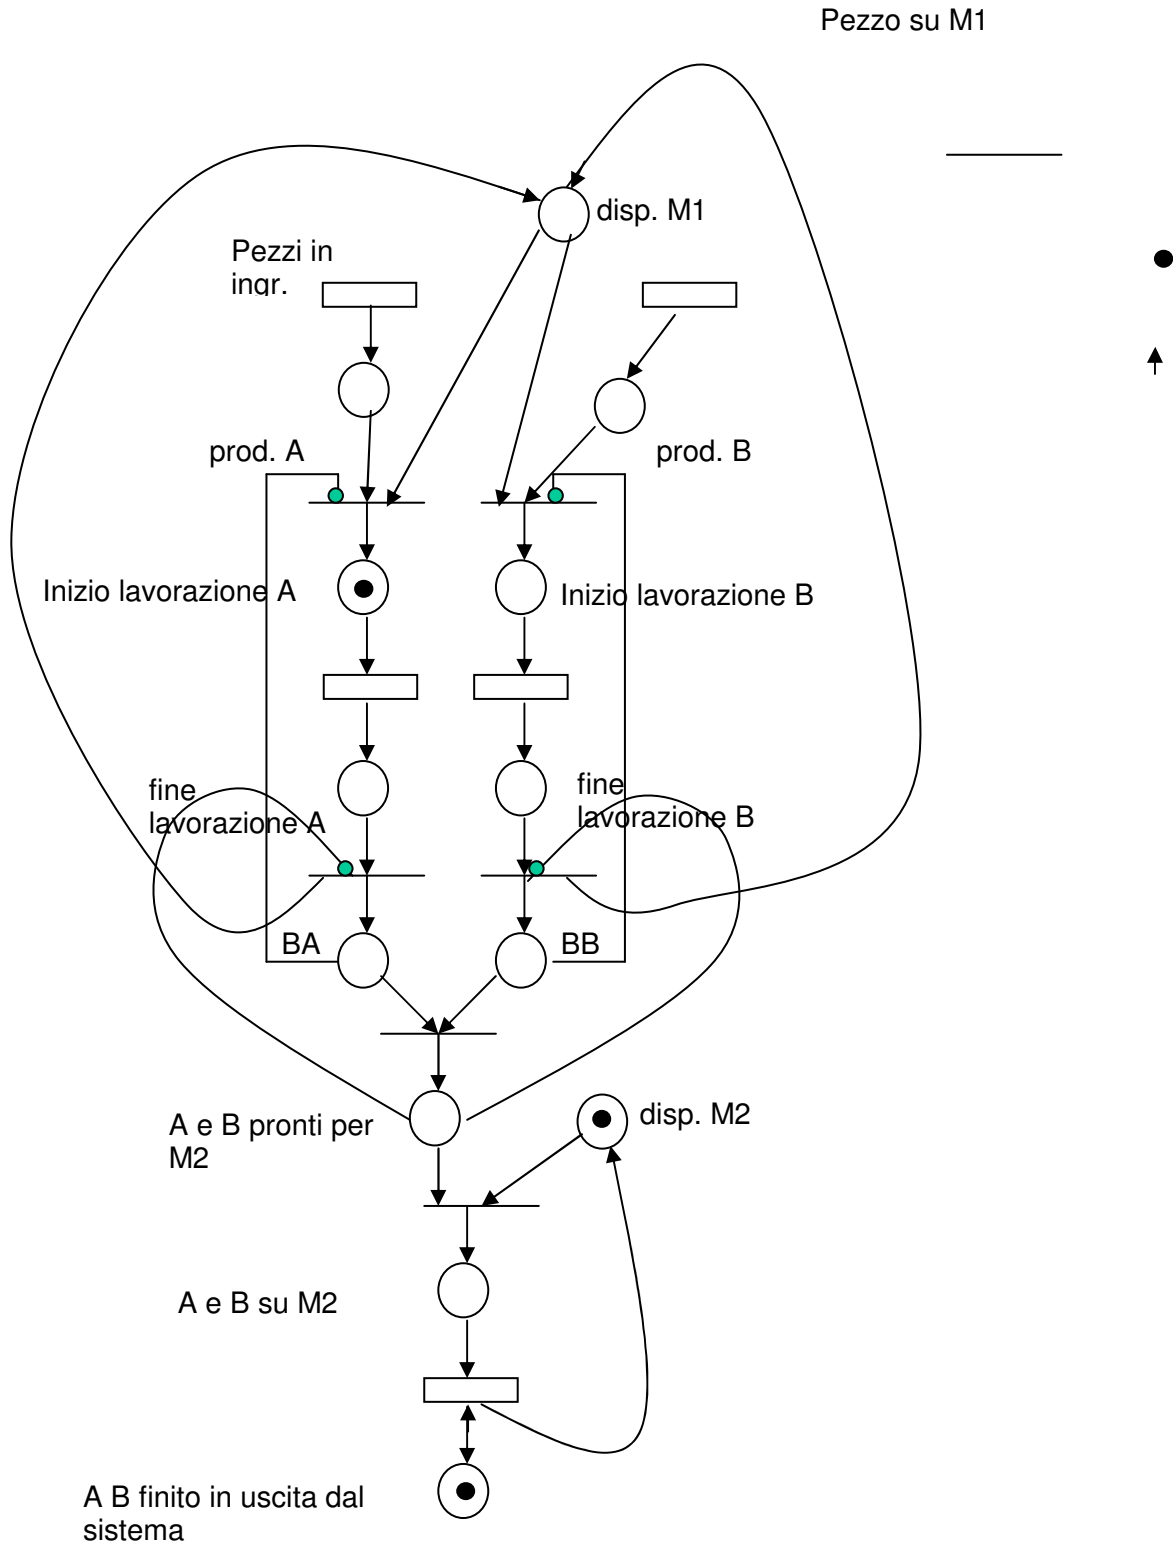 Pezzo su M1
disp. M1
Pezzi in
ingr.
prod. A
prod. B
Inizio lavorazione A
Inizio lavorazione B
fine
lavorazione A
fine
lavorazione B
BA
BB
A e B pronti per
M2
disp. M2
A e B su M2
A B finito in uscita dal
sistema